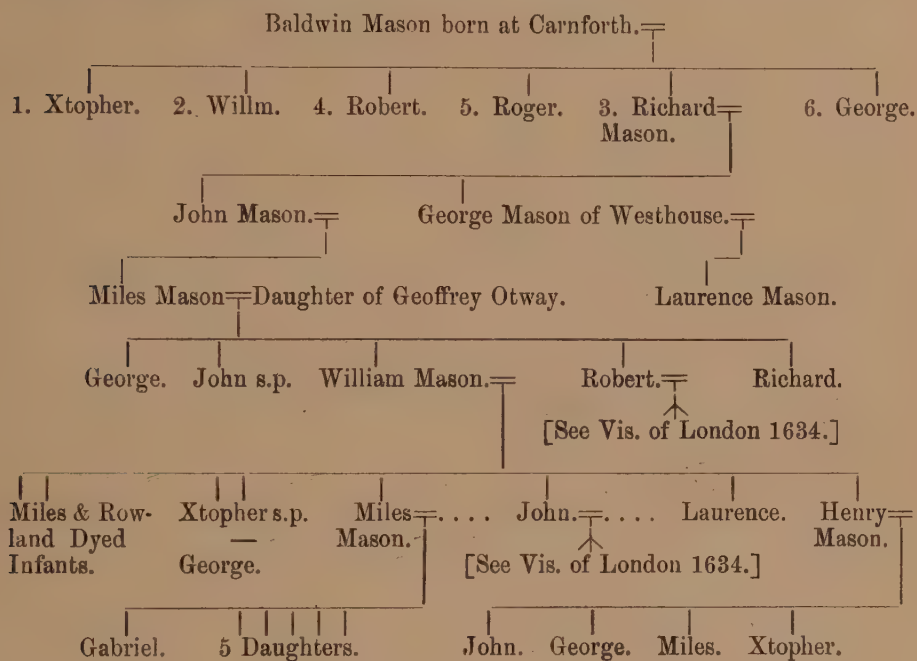 Baldwin Mason born at Carnforth.
1. Xtopher. 2. Willm. 4. Robert. 5. Roger. 3. Richard 6. George.
Mason.
John Mason. George Mason of Westhouse.
Miles Mason Daughter of Geoffrey Otway. Laurence Mason.
George. John s.p. William Mason. Robert. Richard.
[See Vis. of London 1634.]
Miles & Row- Xtopher s.p. Miles .... John. .... Laurence. Henry
land Dyed — Mason. Mason.
Infants. George. [See Vis. of London 1634.]
Gabriel. 5 Daughters. John. George. Miles. Xtopher.